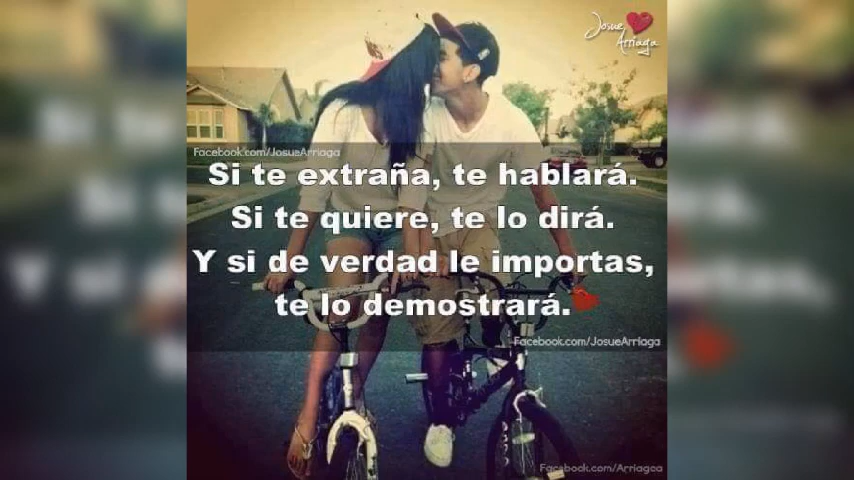 Josue
Arriaga
Facebook.com/JosueArriaga
Si te extraña, te hablará.
Si te quiere, te lo dirá.
Y si de verdad le importas,
te lo demostrará.
Facebook.com/JosueArriaga
Facebook.com/Arriagca